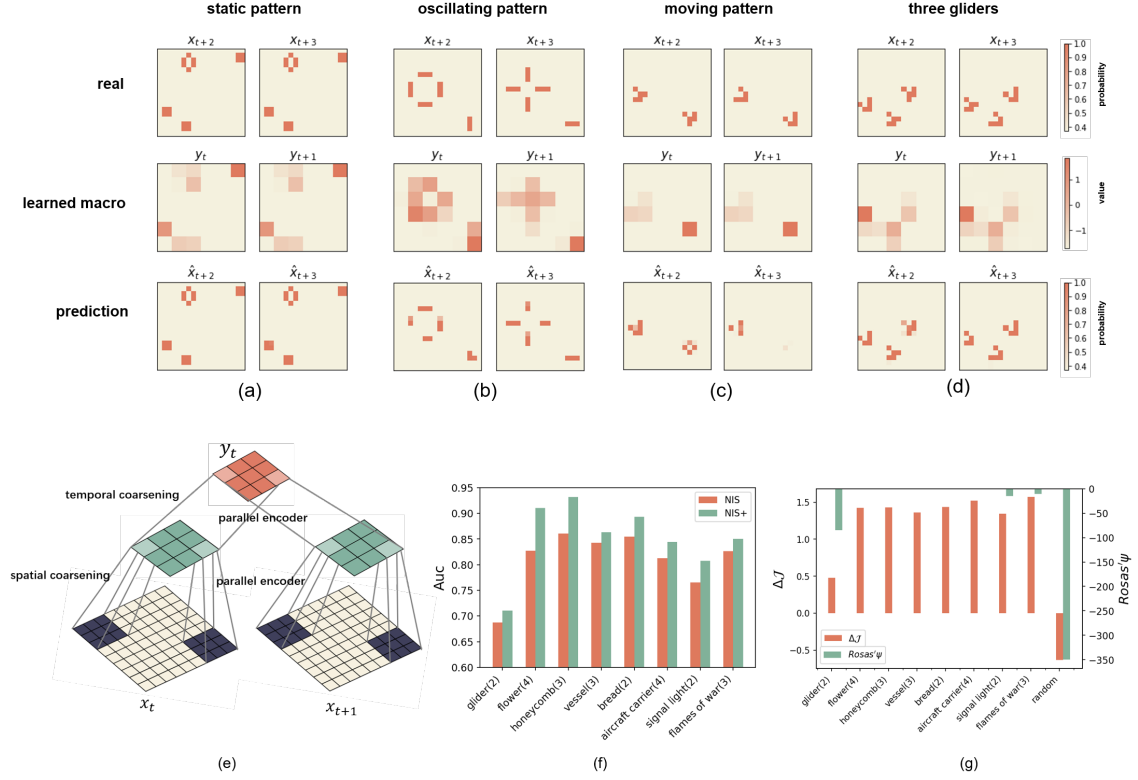 static pattern oscillating pattern moving pattern three gliders
x_{t+2} x_{t+3} x_{t+2} x_{t+3} x_{t+2} x_{t+3} x_{t+2} x_{t+3}
real
1.0
0.9
0.8
0.7
0.6
0.5
0.4
probability
y_t y_{t+1} y_t y_{t+1} y_t y_{t+1} y_t y_{t+1}
learned macro
1
0
−1
value
x̂_{t+2} x̂_{t+3} x̂_{t+2} x̂_{t+3} x̂_{t+2} x̂_{t+3} x̂_{t+2} x̂_{t+3}
prediction
1.0
0.9
0.8
0.7
0.6
0.5
0.4
probability
(a) (b) (c) (d)
y_t
temporal coarsening
parallel encoder
spatial coarsening
parallel encoder
x_t
x_{t+1}
(e)
Auc
0.95
0.90
0.85
0.80
0.75
0.70
0.65
0.60
NIS
NIS+
glider(2)
flower(4)
honeycomb(3)
vessel(3)
bread(2)
aircraft carrier(4)
signal light(2)
flames of war(3)
(f)
Δ𝒥
1.5
1.0
0.5
0.0
−0.5
Δ𝒥
Rosas'ψ
0
−50
−100
−150
−200
−250
−300
−350
Rosas'ψ
glider(2)
flower(4)
honeycomb(3)
vessel(3)
bread(2)
aircraft carrier(4)
signal light(2)
flames of war(3)
random
(g)